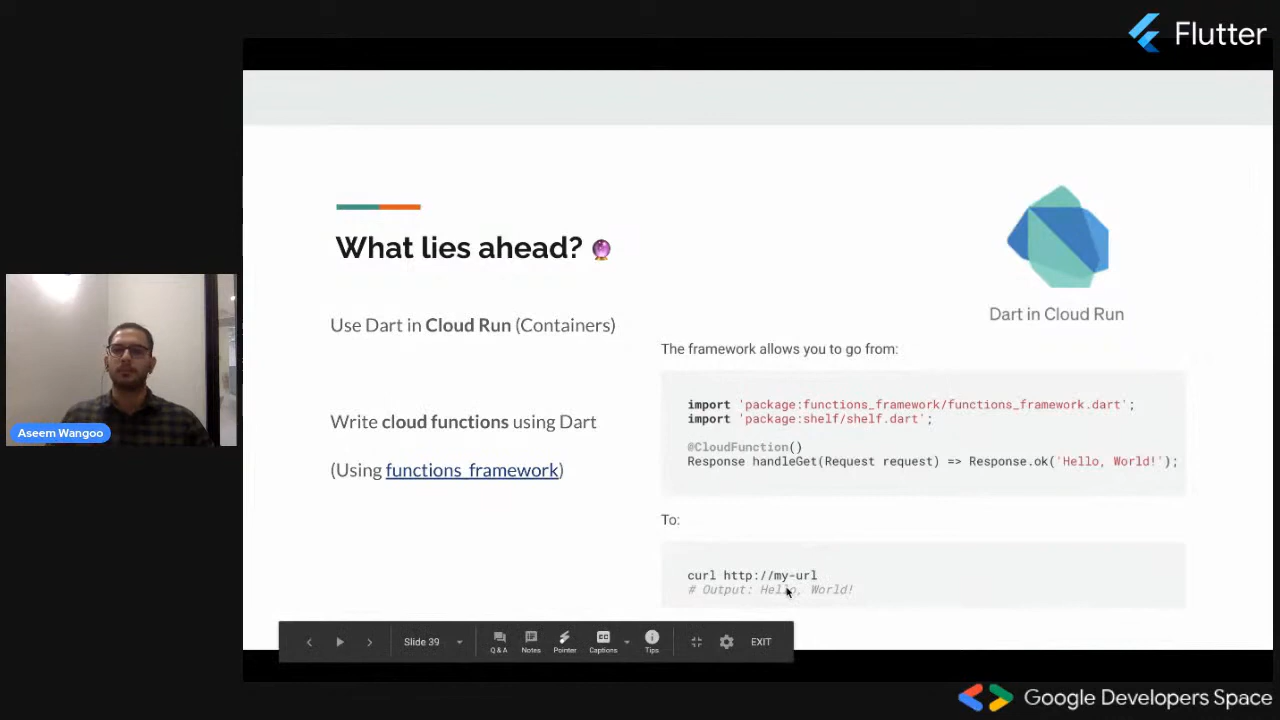 Flutter
What lies ahead?
Use Dart in Cloud Run (Containers)
Write cloud functions using Dart
(Using functions_framework)
Dart in Cloud Run
The framework allows you to go from:
import 'package:functions_framework/functions_framework.dart';
import 'package:shelf/shelf.dart';
@CloudFunction()
Response handleGet(Request request) => Response.ok('Hello, World!');
To:
curl http://my-url
# Output: Hello, World!
Aseem Wangoo
Slide 39
Q & A
Notes
Pointer
Captions
Tips
EXIT
Google Developers Space